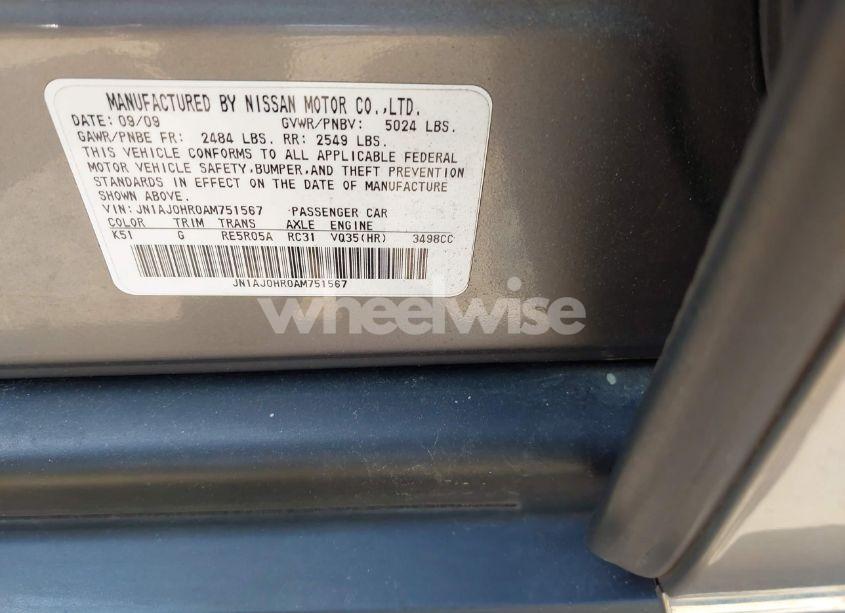 MANUFACTURED BY NISSAN MOTOR CO.,LTD.
DATE: 09/09 GVWR/PNBV: 5024 LBS.
GAWR/PNBE FR: 2484 LBS. RR: 2549 LBS.
THIS VEHICLE CONFORMS TO ALL APPLICABLE FEDERAL
MOTOR VEHICLE SAFETY,BUMPER,AND THEFT PREVENTION
STANDARDS IN EFFECT ON THE DATE OF MANUFACTURE
SHOWN ABOVE.
VIN: JN1AJ0HR0AM751567 PASSENGER CAR
COLOR TRIM TRANS AXLE ENGINE
K51 G RE5R05A RC31 VQ35(HR) 3498CC
JN1AJ0HR0AM751567
wheelwise